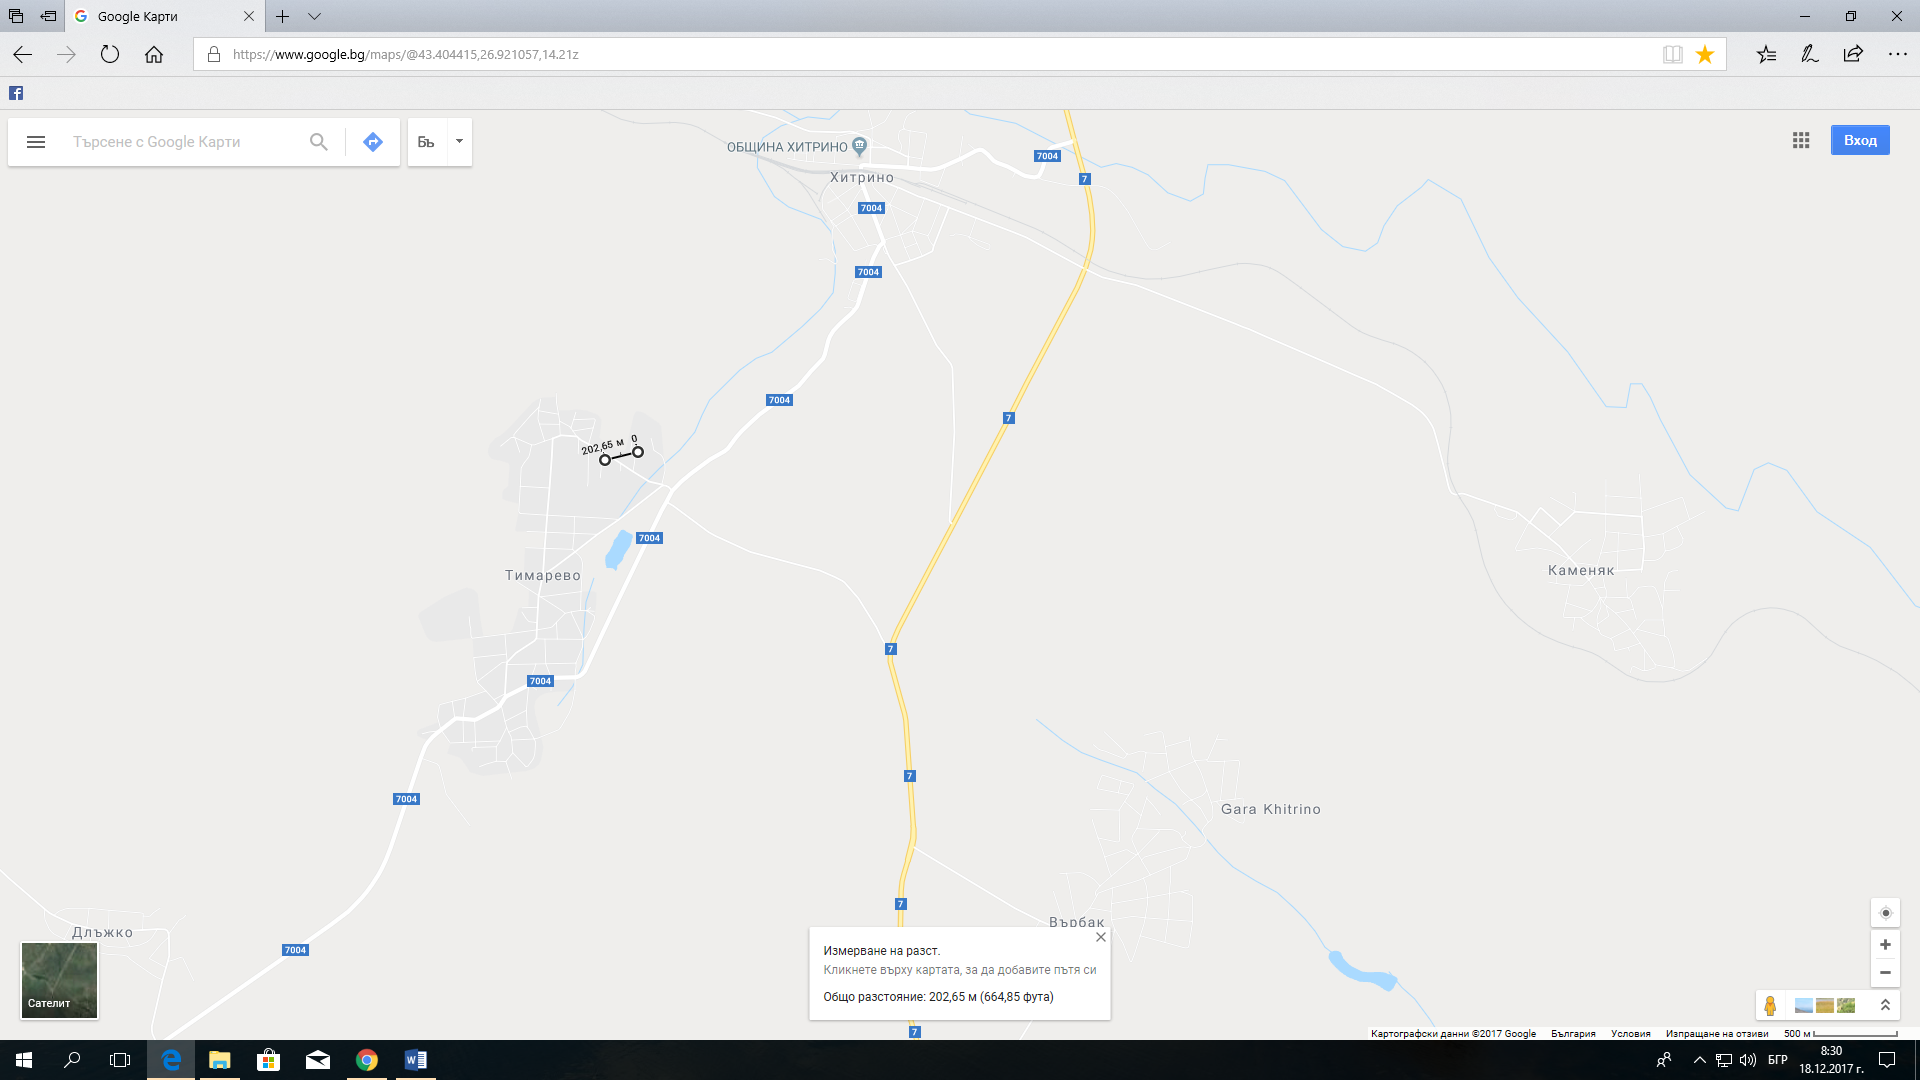 Google Карти
https://www.google.bg/maps/@43.404415,26.921057,14.21z
Търсене с Google Карти
Бъ
Вход
ОБЩИНА ХИТРИНО
Хитрино
7004
7
7004
7004
7004
7
202,65 м
0
7004
Тимарево
Каменяк
7
7004
7
7004
Gara Khitrino
7
Върбак
Длъжко
7004
Сателит
Измерване на разст.
Кликнете върху картата, за да добавите пътя си
Общо разстояние: 202,65 м (664,85 фута)
7
Картографски данни ©2017 Google България Условия Изпращане на отзиви 500 м
БГР
8:30
18.12.2017 г.